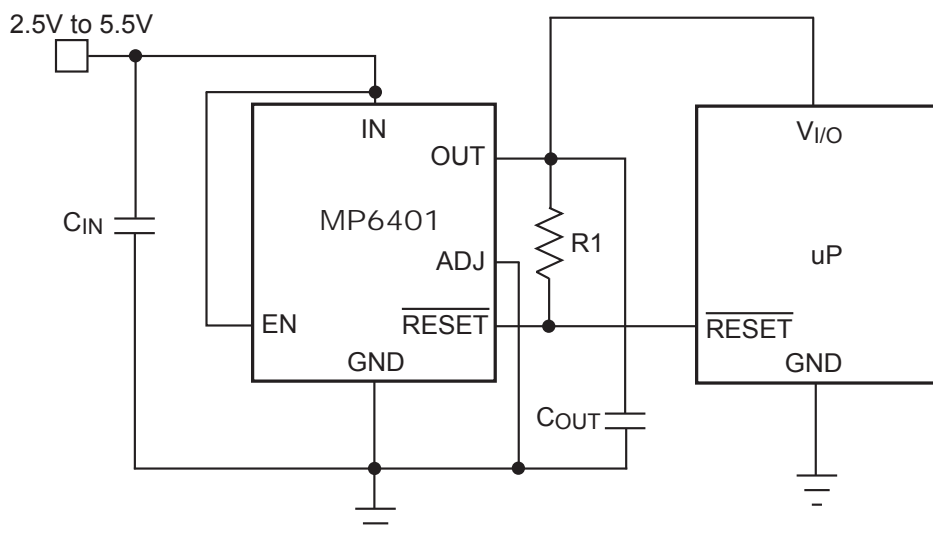 2.5V to 5.5V
IN
VI/O
OUT
MP6401
CIN
R1
uP
ADJ
EN
RESET
RESET
GND
GND
COUT